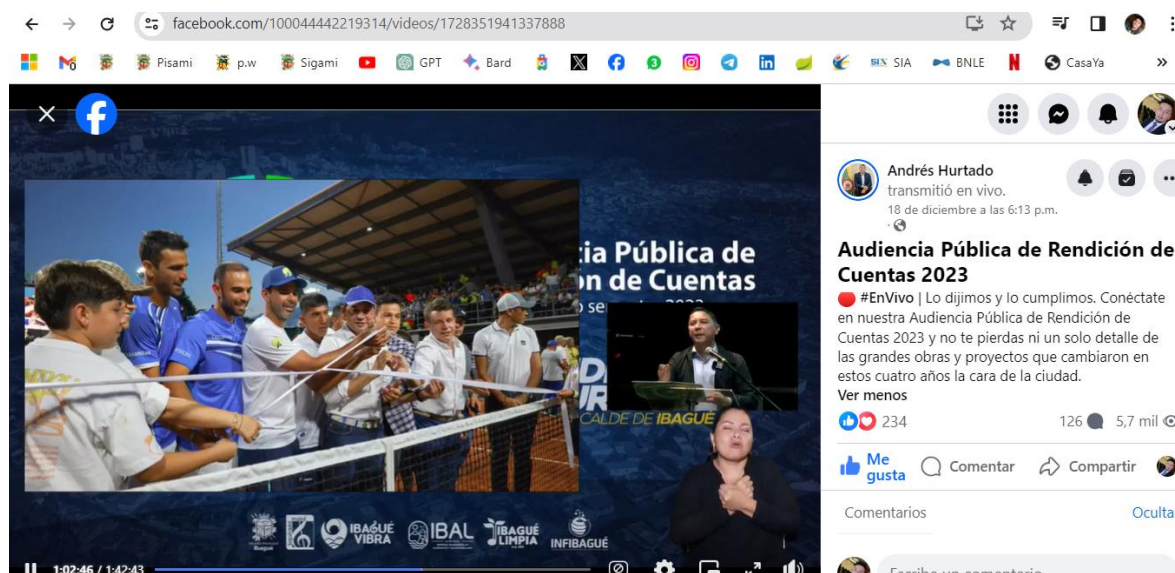 facebook.com/100044442219314/videos/1728351941337888
Pisami p.w Sigami GPT Bard SIA BNLE CasaYa »
Andrés Hurtado
transmitió en vivo.
18 de diciembre a las 6:13 p.m.
Audiencia Pública de Rendición de
Cuentas 2023
#EnVivo | Lo dijimos y lo cumplimos. Conéctate
en nuestra Audiencia Pública de Rendición de
Cuentas 2023 y no te pierdas ni un solo detalle de
las grandes obras y proyectos que cambiaron en
estos cuatro años la cara de la ciudad.
Ver menos
234 126 5,7 mil
Me
gusta
Comentar Compartir
Comentarios Oculta
Escribe un comentario
ia Pública de
n de Cuentas
CALDE DE IBAGUÉ
IBAGUÉ
VIBRA
IBAL
IBAGUÉ
LIMPIA
INFIBAGUÉ
1:02:46 / 1:42:43